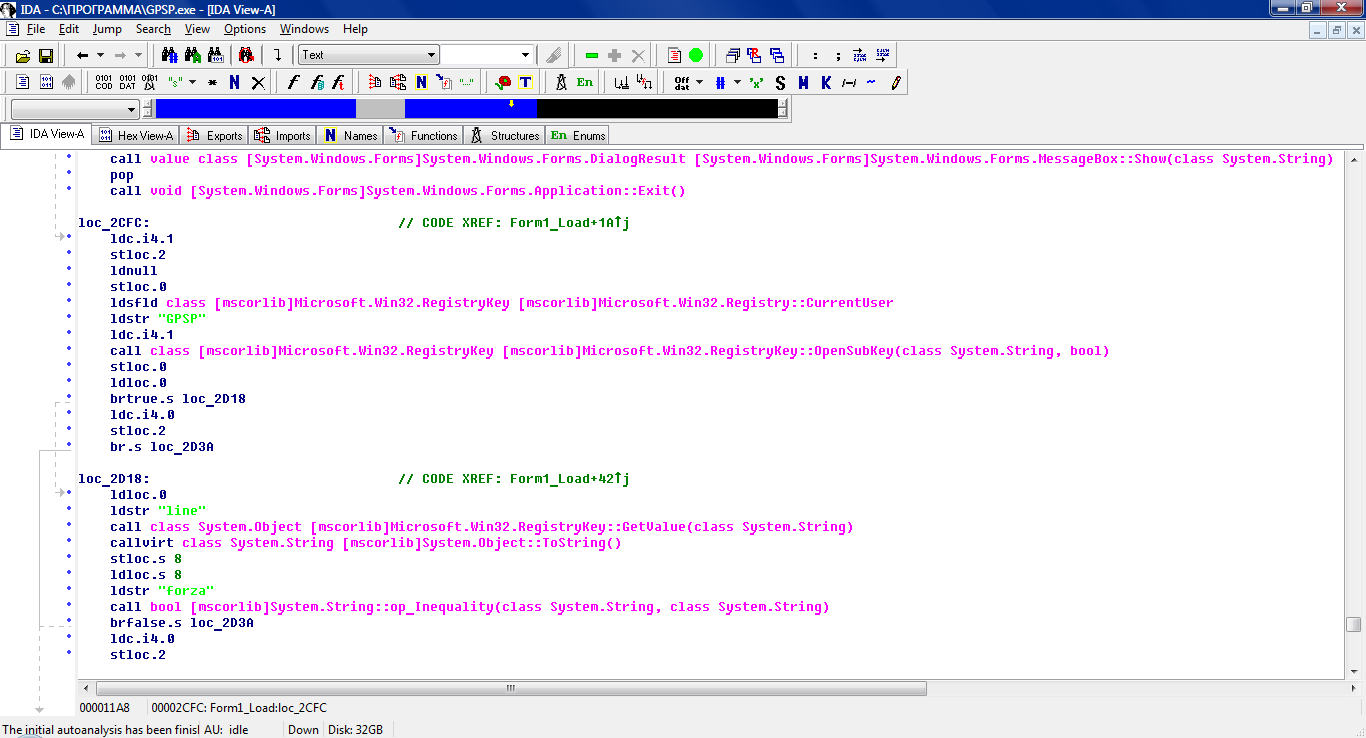 IDA - C:\ПРОГРАММА\GPSP.exe - [IDA View-A]
File Edit Jump Search View Options Windows Help
Text
IDA View-A Hex View-A Exports Imports N Names Functions Structures En Enums
call value class [System.Windows.Forms]System.Windows.Forms.DialogResult [System.Windows.Forms]System.Windows.Forms.MessageBox::Show(class System.String)
pop
call void [System.Windows.Forms]System.Windows.Forms.Application::Exit()
loc_2CFC: // CODE XREF: Form1_Load+1A↑j
ldc.i4.1
stloc.2
ldnull
stloc.0
ldsfld class [mscorlib]Microsoft.Win32.RegistryKey [mscorlib]Microsoft.Win32.Registry::CurrentUser
ldstr "GPSP"
ldc.i4.1
call class [mscorlib]Microsoft.Win32.RegistryKey [mscorlib]Microsoft.Win32.RegistryKey::OpenSubKey(class System.String, bool)
stloc.0
ldloc.0
brtrue.s loc_2D18
ldc.i4.0
stloc.2
br.s loc_2D3A
loc_2D18: // CODE XREF: Form1_Load+42↑j
ldloc.0
ldstr "line"
call class System.Object [mscorlib]Microsoft.Win32.RegistryKey::GetValue(class System.String)
callvirt class System.String [mscorlib]System.Object::ToString()
stloc.s 8
ldloc.s 8
ldstr "forza"
call bool [mscorlib]System.String::op_Inequality(class System.String, class System.String)
brfalse.s loc_2D3A
ldc.i4.0
stloc.2
000011A8 00002CFC: Form1_Load:loc_2CFC
The initial autoanalysis has been finisl AU: idle Down Disk: 32GB